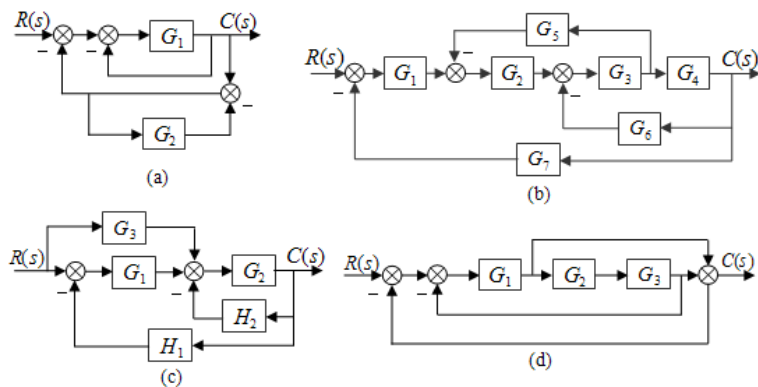 R(s) − − G₁ C(s)
−
G₂
(a)
G₅
R(s) − G₁ − G₂ − G₃ G₄ C(s)
G₆
G₇
(b)
G₃
R(s) − G₁ − G₂ C(s)
H₂
H₁
(c)
R(s) − − G₁ G₂ G₃ C(s)
(d)